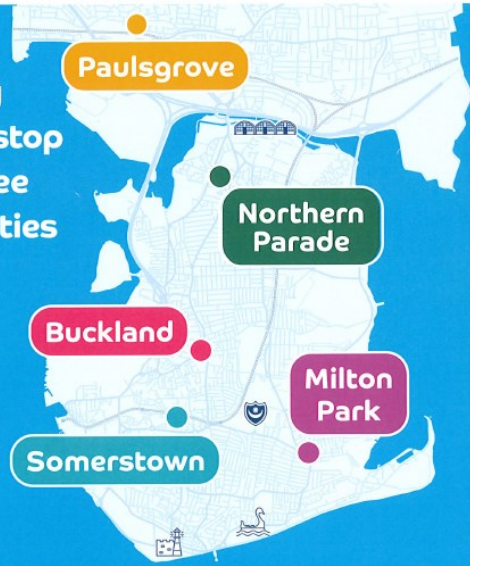 Paulsgrove
stop
ee
ties
Northern
Parade
Buckland
Milton
Park
Somerstown